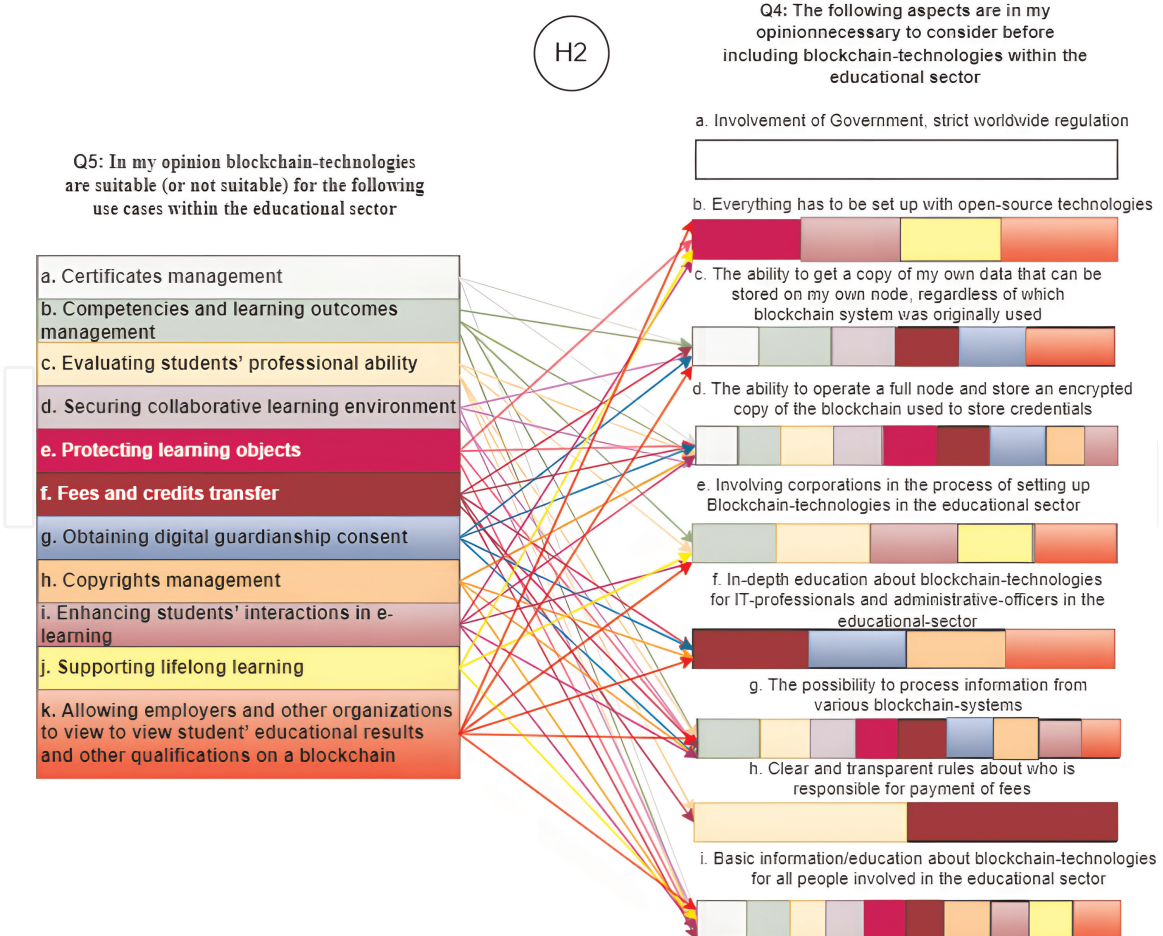 H2
Q4: The following aspects are in my
opinionnecessary to consider before
including blockchain-technologies within the
educational sector
a. Involvement of Government, strict worldwide regulation
Q5: In my opinion blockchain-technologies
are suitable (or not suitable) for the following
use cases within the educational sector
b. Everything has to be set up with open-source technologies
a. Certificates management
b. Competencies and learning outcomes
management
c. Evaluating students’ professional ability
d. Securing collaborative learning environment
e. Protecting learning objects
f. Fees and credits transfer
g. Obtaining digital guardianship consent
h. Copyrights management
i. Enhancing students’ interactions in e-
learning
j. Supporting lifelong learning
k. Allowing employers and other organizations
to view to view student’ educational results
and other qualifications on a blockchain
c. The ability to get a copy of my own data that can be
stored on my own node, regardless of which
blockchain system was originally used
d. The ability to operate a full node and store an encrypted
copy of the blockchain used to store credentials
e. Involving corporations in the process of setting up
Blockchain-technologies in the educational sector
f. In-depth education about blockchain-technologies
for IT-professionals and administrative-officers in the
educational-sector
g. The possibility to process information from
various blockchain-systems
h. Clear and transparent rules about who is
responsible for payment of fees
i. Basic information/education about blockchain-technologies
for all people involved in the educational sector